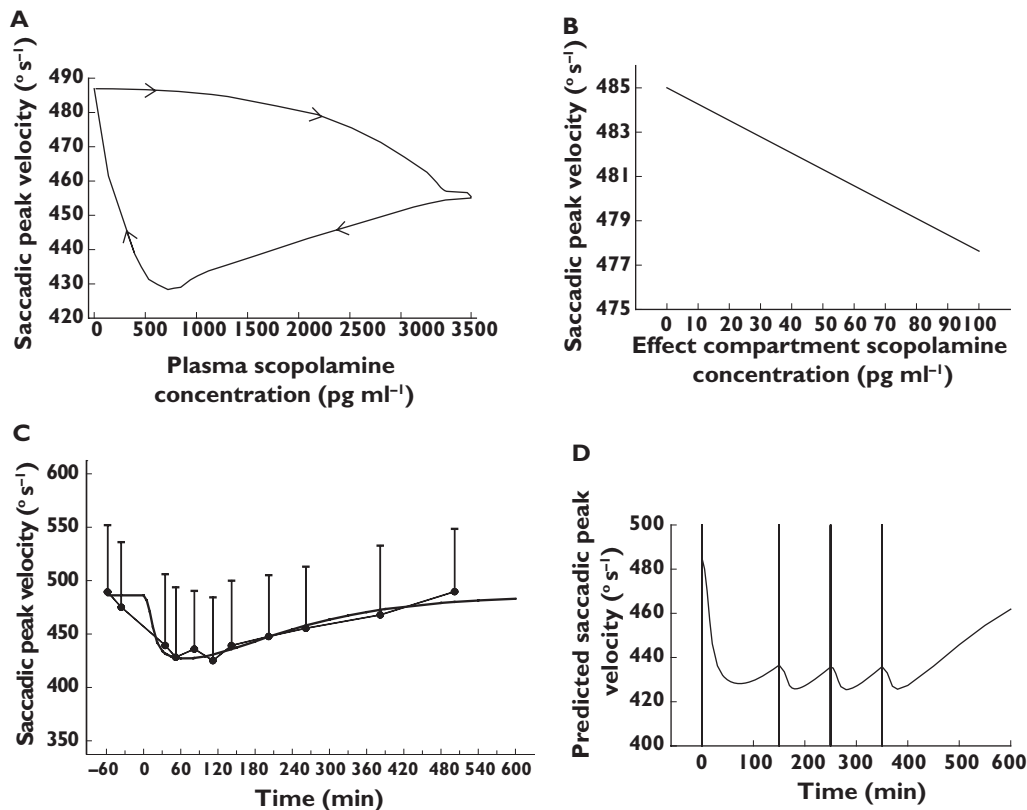 A
Saccadic peak velocity (° s⁻¹)
490
480
470
460
450
440
430
420
0 500 1000 1500 2000 2500 3000 3500
Plasma scopolamine
concentration (pg ml⁻¹)
B
Saccadic peak velocity (° s⁻¹)
485
483
481
479
477
475
0 10 20 30 40 50 60 70 80 90 100
Effect compartment scopolamine
concentration (pg ml⁻¹)
C
Saccadic peak velocity (° s⁻¹)
600
550
500
450
400
350
−60 0 60 120 180 240 300 360 420 480 540 600
Time (min)
D
Predicted saccadic peak
velocity (° s⁻¹)
500
480
460
440
420
400
0 100 200 300 400 500 600
Time (min)